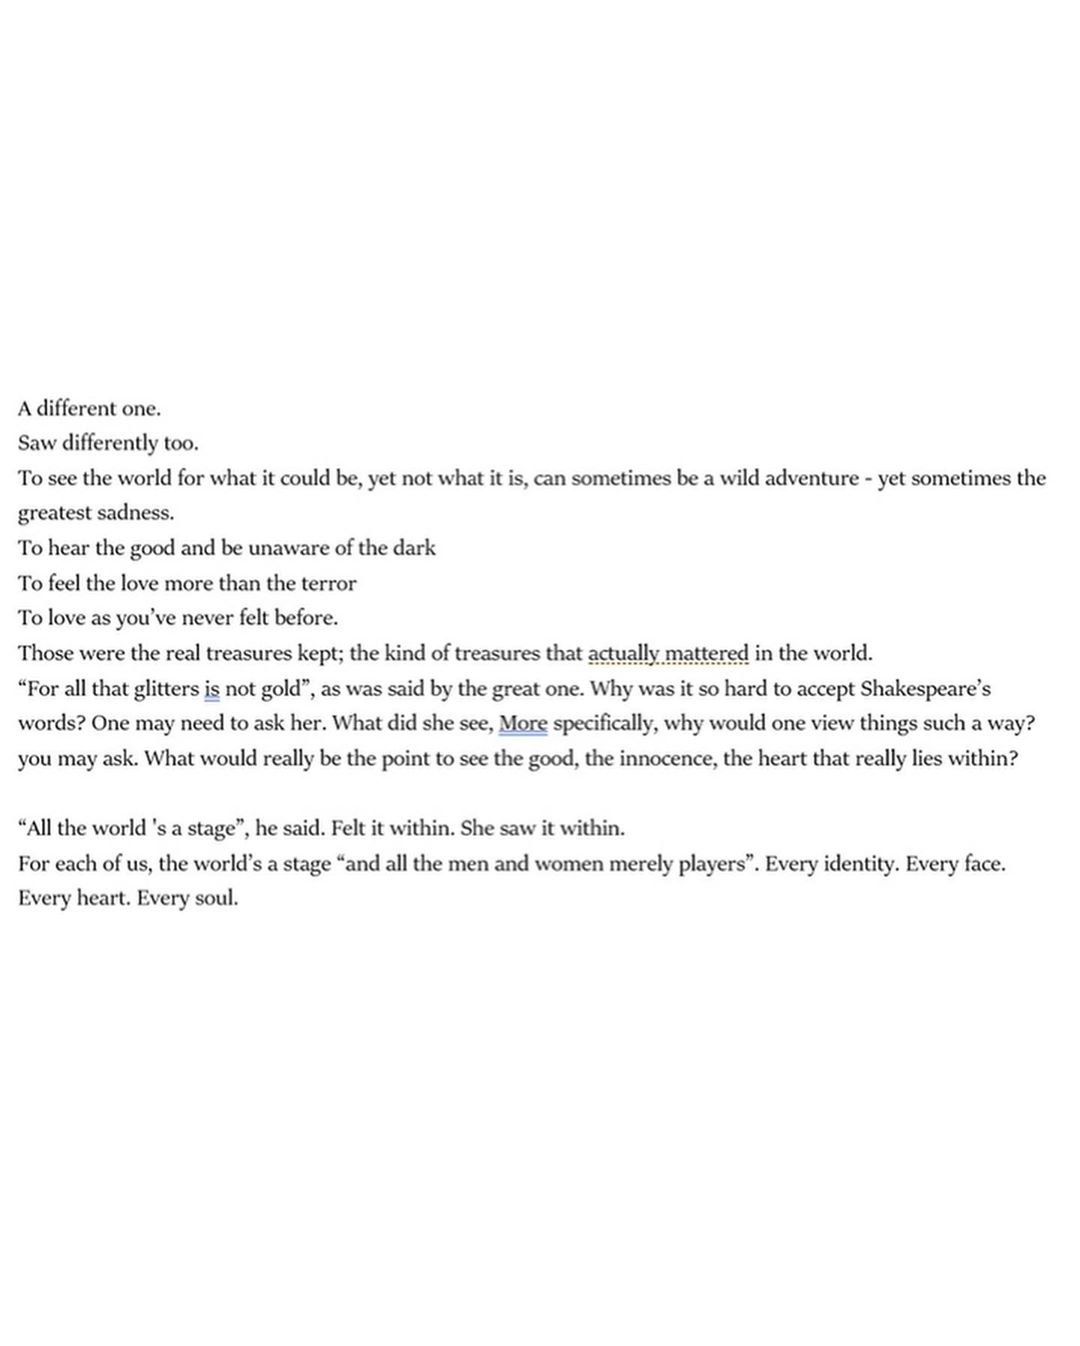 A different one.
Saw differently too.
To see the world for what it could be, yet not what it is, can sometimes be a wild adventure - yet sometimes the
greatest sadness.
To hear the good and be unaware of the dark
To feel the love more than the terror
To love as you’ve never felt before.
Those were the real treasures kept; the kind of treasures that actually mattered in the world.
“For all that glitters is not gold”, as was said by the great one. Why was it so hard to accept Shakespeare’s
words? One may need to ask her. What did she see, More specifically, why would one view things such a way?
you may ask. What would really be the point to see the good, the innocence, the heart that really lies within?
“All the world 's a stage”, he said. Felt it within. She saw it within.
For each of us, the world’s a stage “and all the men and women merely players”. Every identity. Every face.
Every heart. Every soul.